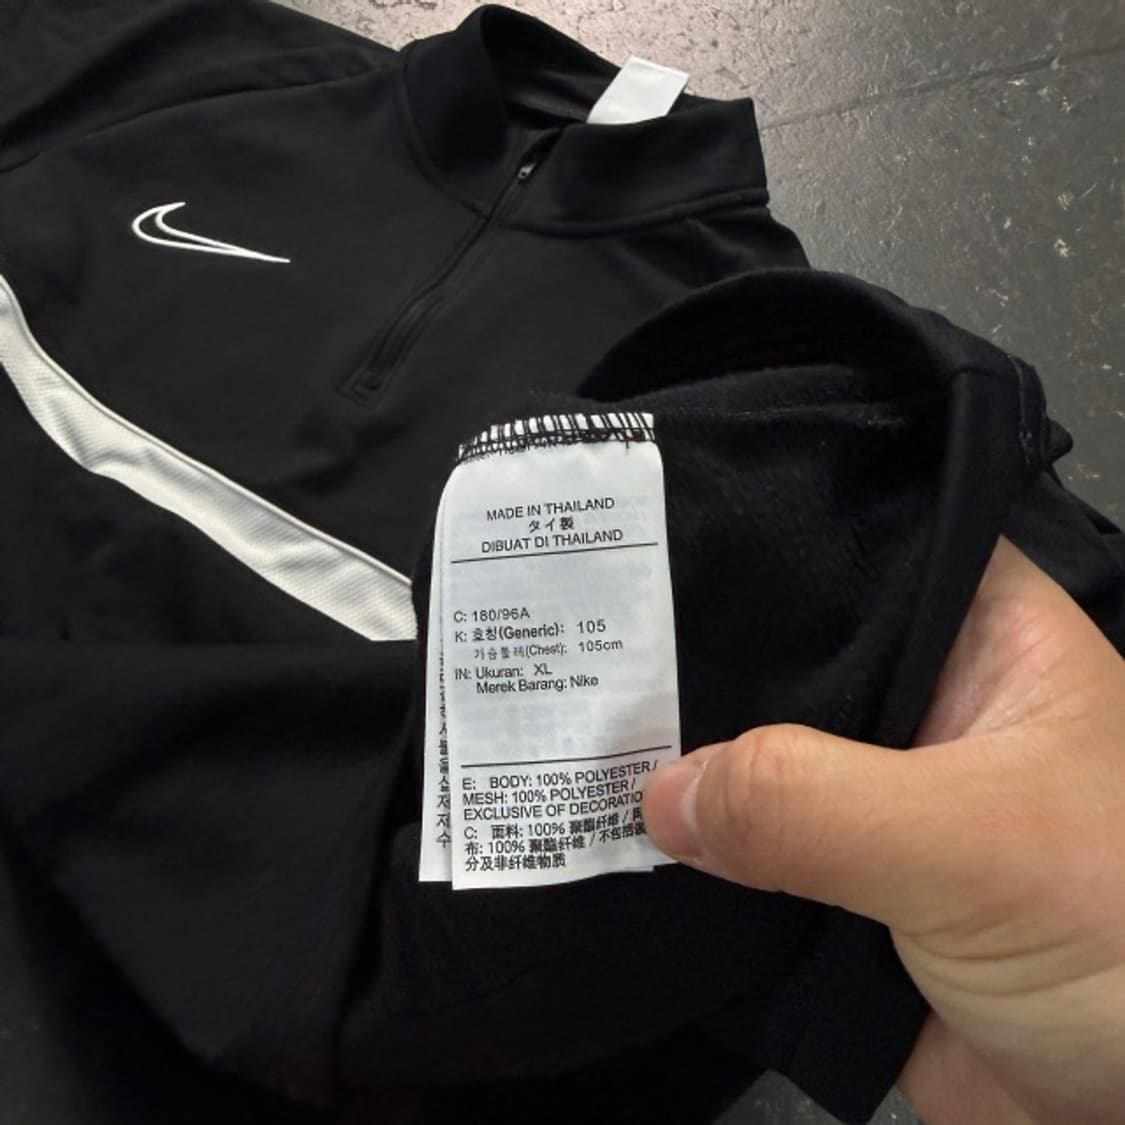 MADE IN THAILAND
タイ製
DIBUAT DI THAILAND
C: 180/96A
K: 호칭(Generic): 105
가슴둘레(Chest): 105cm
IN: Ukuran: XL
Merek Barang: Nike
E: BODY: 100% POLYESTER /
MESH: 100% POLYESTER /
EXCLUSIVE OF DECORATIO
C: 面料: 100% 聚酯纤维 / 网
布: 100% 聚酯纤维 / 不包括装
分及非纤维物质